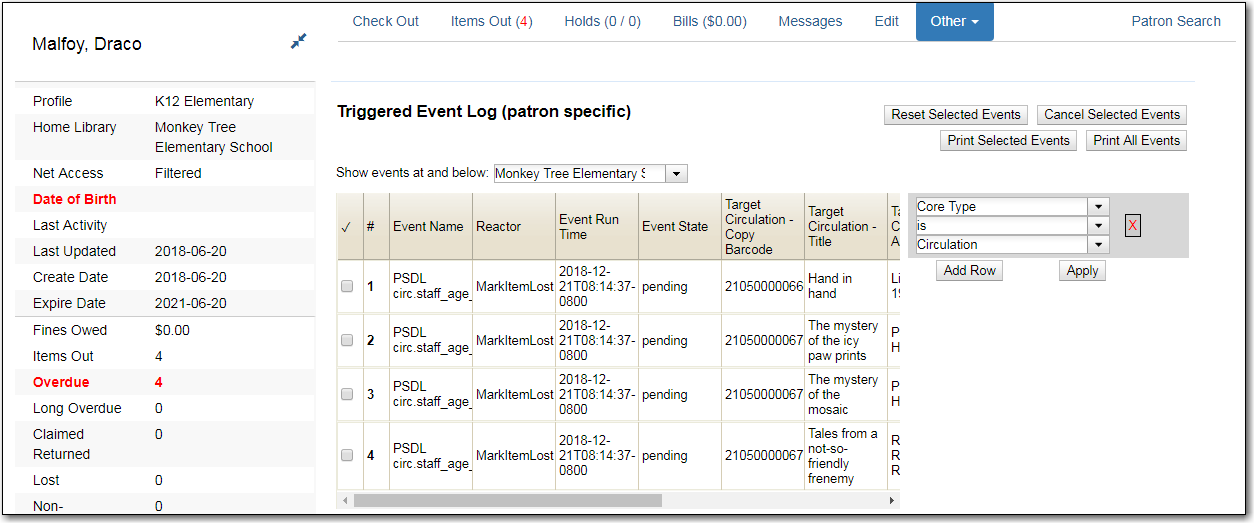 Check Out Items Out (4) Holds (0 / 0) Bills ($0.00) Messages Edit Other Patron Search
Malfoy, Draco
Profile K12 Elementary
Home Library Monkey Tree
Elementary School
Net Access Filtered
Date of Birth
Last Activity
Last Updated 2018-06-20
Create Date 2018-06-20
Expire Date 2021-06-20
Fines Owed $0.00
Items Out 4
Overdue 4
Long Overdue 0
Claimed 0
Returned
Lost 0
Non- 0
Triggered Event Log (patron specific)
Reset Selected Events Cancel Selected Events
Print Selected Events Print All Events
Show events at and below: Monkey Tree Elementary S
✓ # Event Name Reactor Event Run
Time Event State Target
Circulation -
Copy
Barcode Target
Circulation -
Title Ta
C
A
1 PSDL
circ.staff_age_ MarkItemLost 2018-12-
21T08:14:37-
0800 pending 21050000066 Hand in
hand Li
19
2 PSDL
circ.staff_age_ MarkItemLost 2018-12-
21T08:14:37-
0800 pending 21050000067 The mystery
of the icy
paw prints P
H
3 PSDL
circ.staff_age_ MarkItemLost 2018-12-
21T08:14:37-
0800 pending 21050000067 The mystery
of the
mosaic P
H
4 PSDL
circ.staff_age_ MarkItemLost 2018-12-
21T08:14:37-
0800 pending 21050000067 Tales from a
not-so-
friendly
frenemy R
R
R
Core Type
is
Circulation
X
Add Row Apply